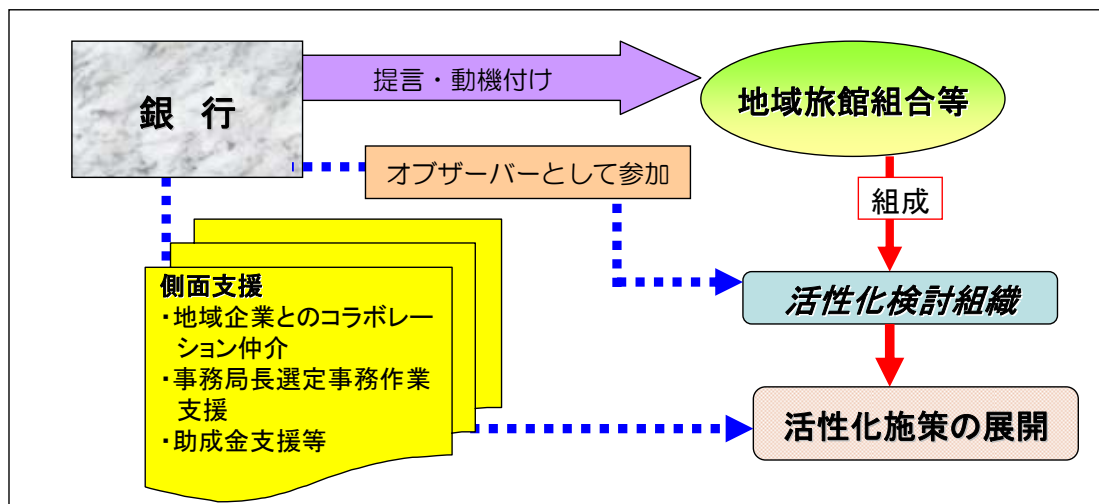 銀 行
提言・動機付け
地域旅館組合等
オブザーバーとして参加
組成
側面支援
・地域企業とのコラボレー
ション仲介
・事務局長選定事務作業
支援
・助成金支援等
活性化検討組織
活性化施策の展開